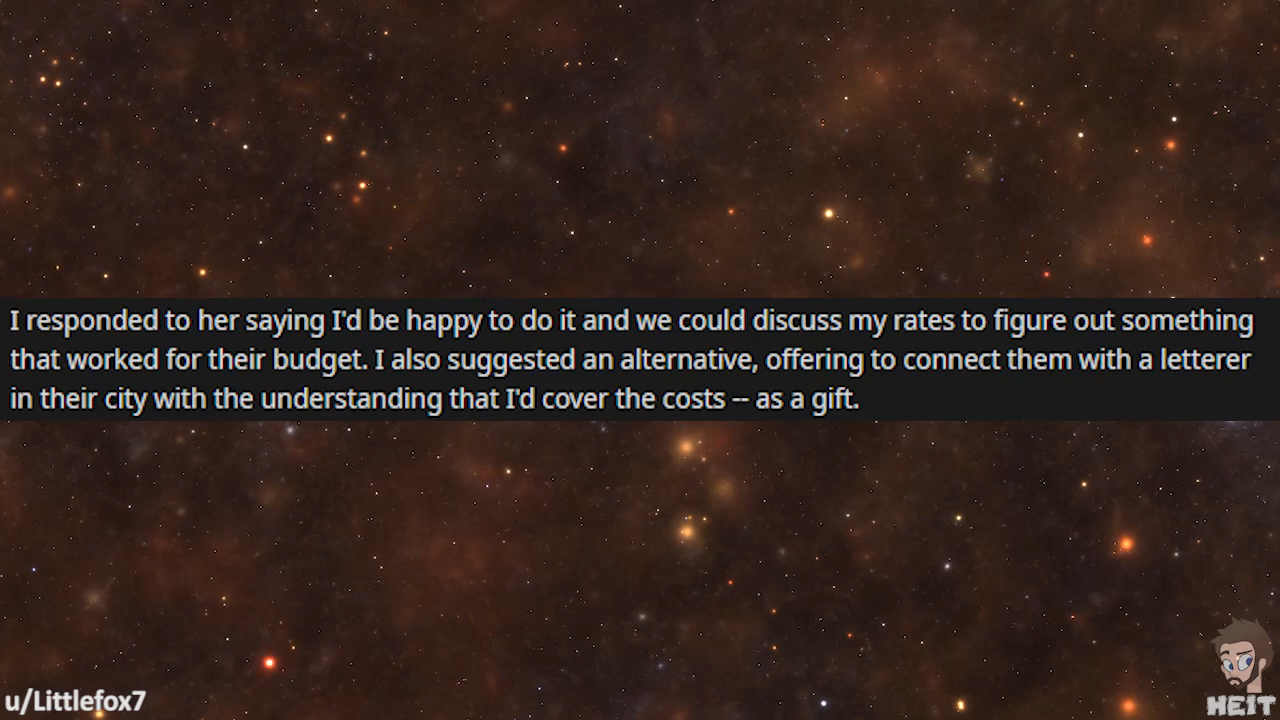 I responded to her saying I'd be happy to do it and we could discuss my rates to figure out something
that worked for their budget. I also suggested an alternative, offering to connect them with a letterer
in their city with the understanding that I'd cover the costs -- as a gift.
u/Littlefox7
HEIT